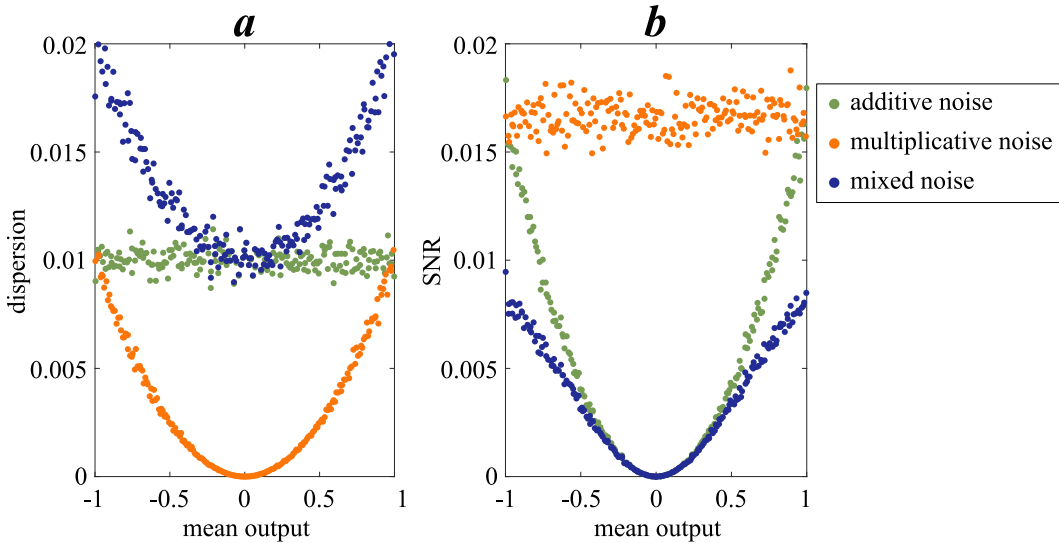 a
b
0.02
0.015
0.01
0.005
0
dispersion
-1
-0.5
0
0.5
1
mean output
0.02
0.015
0.01
0.005
0
SNR
-1
-0.5
0
0.5
1
mean output
additive noise
multiplicative noise
mixed noise